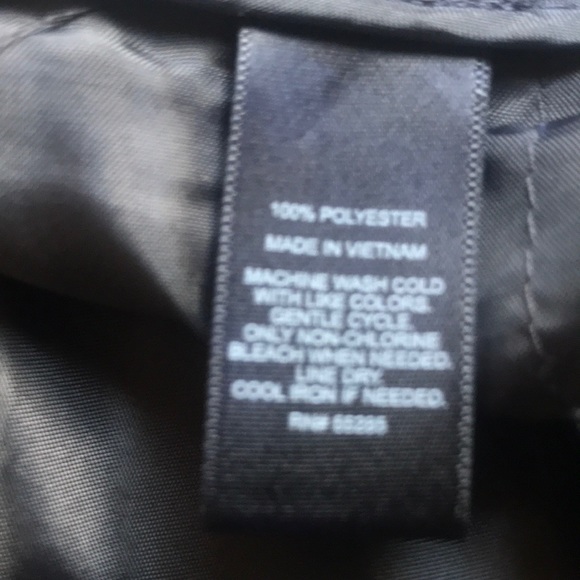 100% POLYESTER
MADE IN VIETNAM
MACHINE WASH COLD
WITH LIKE COLORS.
GENTLE CYCLE.
ONLY NON-CHLORINE
BLEACH WHEN NEEDED.
LINE DRY.
COOL IRON IF NEEDED.
RN#